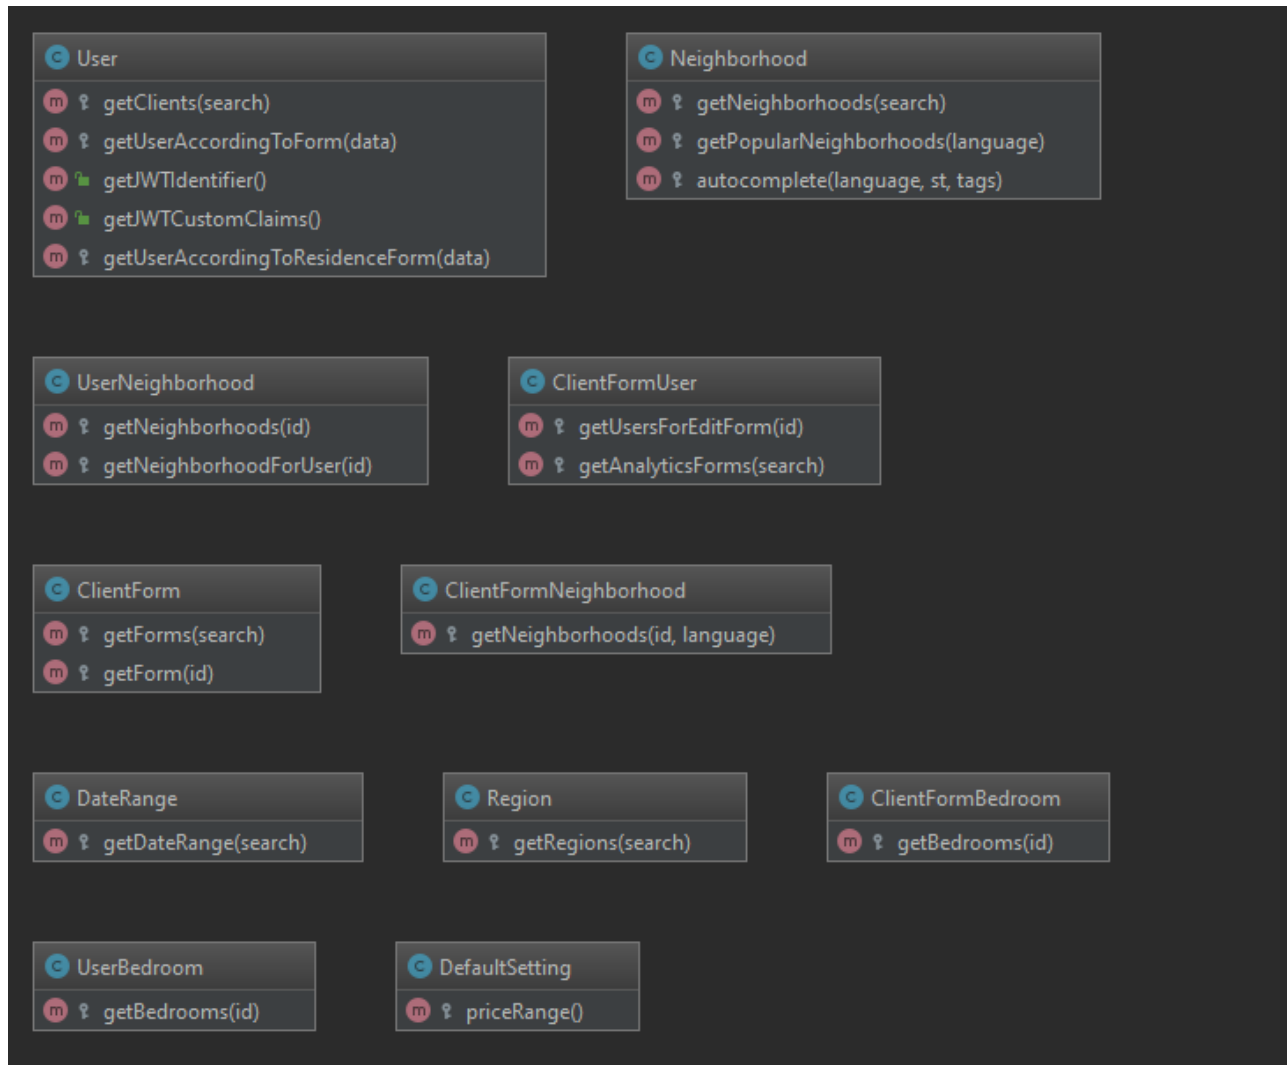 User
getClients(search)
getUserAccordingToForm(data)
getJWTIdentifier()
getJWTCustomClaims()
getUserAccordingToResidenceForm(data)
Neighborhood
getNeighborhoods(search)
getPopularNeighborhoods(language)
autocomplete(language, st, tags)
UserNeighborhood
getNeighborhoods(id)
getNeighborhoodForUser(id)
ClientFormUser
getUsersForEditForm(id)
getAnalyticsForms(search)
ClientForm
getForms(search)
getForm(id)
ClientFormNeighborhood
getNeighborhoods(id, language)
DateRange
getDateRange(search)
Region
getRegions(search)
ClientFormBedroom
getBedrooms(id)
UserBedroom
getBedrooms(id)
DefaultSetting
priceRange()